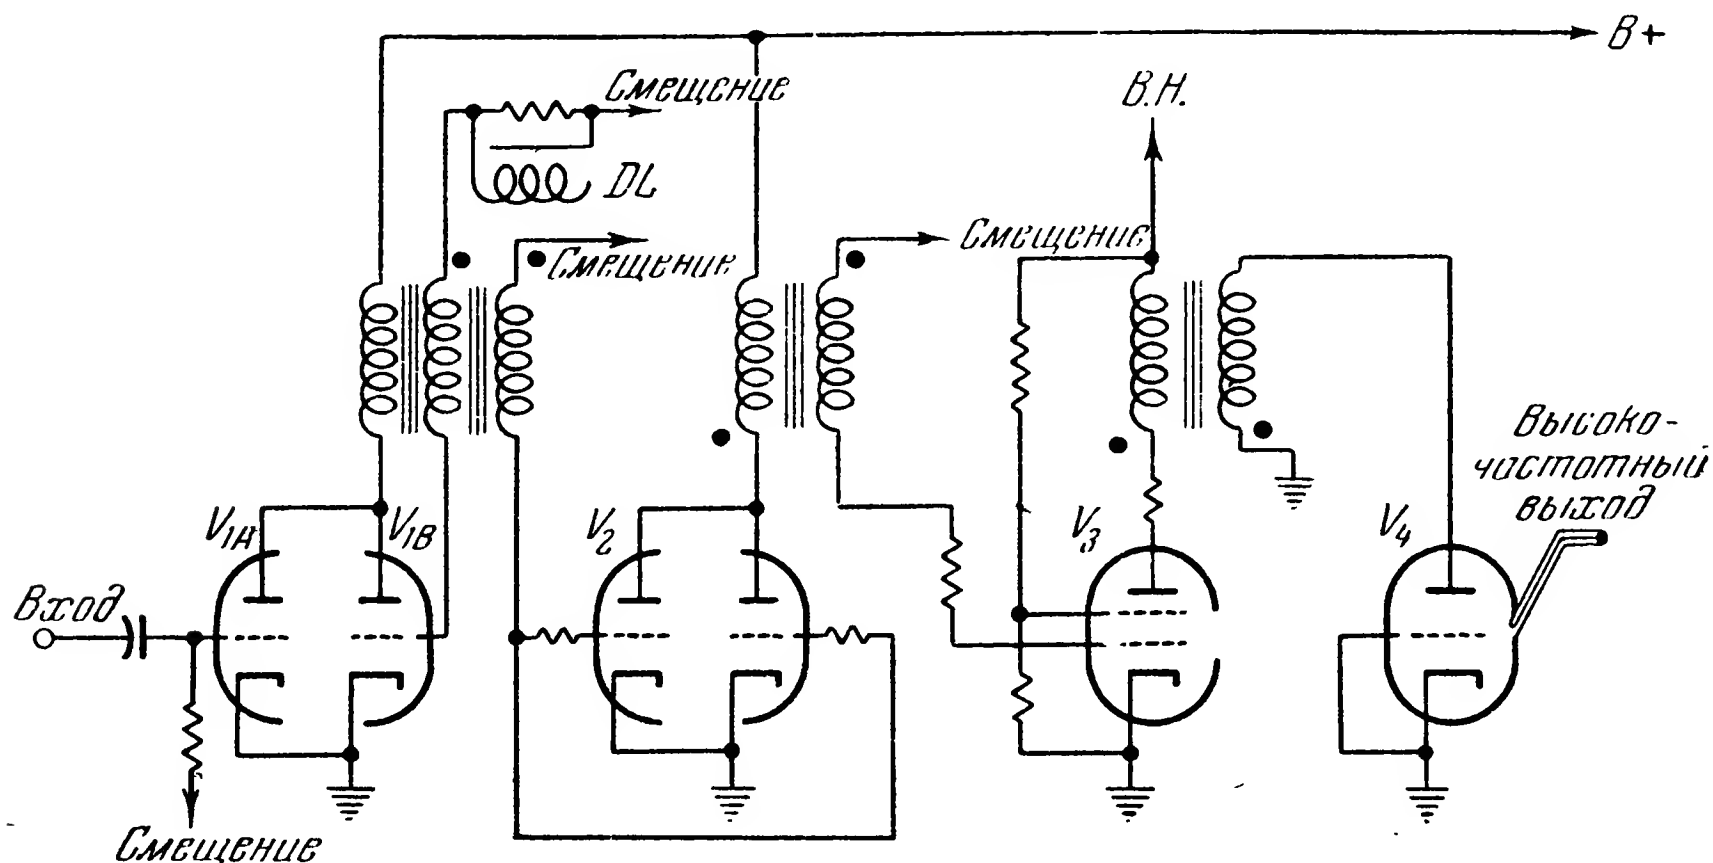 B+
Смещение
В.Н.
DL
Смещение
Смещение
Высоко-
частотный
выход
V1A
V1B
V2
V3
V4
Вход
Смещение